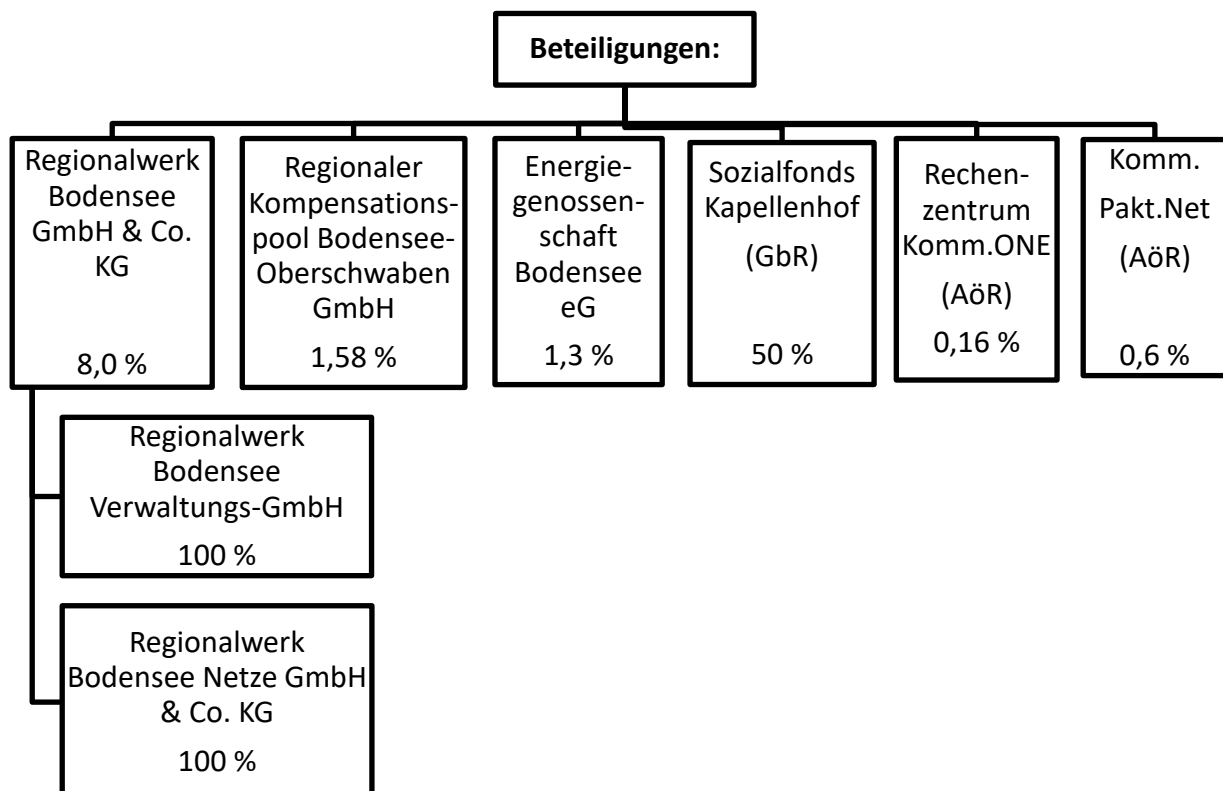 Beteiligungen:
Regionalwerk
Bodensee
GmbH & Co.
KG
8,0 %
Regionaler
Kompensations-
pool Bodensee-
Oberschwaben
GmbH
1,58 %
Energie-
genossen-
schaft
Bodensee
eG
1,3 %
Sozialfonds
Kapellenhof
(GbR)
50 %
Rechen-
zentrum
Komm.ONE
(AöR)
0,16 %
Komm.
Pakt.Net
(AöR)
0,6 %
Regionalwerk
Bodensee
Verwaltungs-GmbH
100 %
Regionalwerk
Bodensee Netze GmbH
& Co. KG
100 %